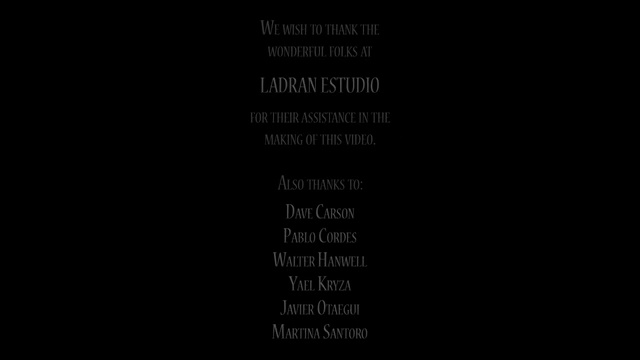 We wish to thank the
wonderful folks at
LADRAN ESTUDIO
for their assistance in the
making of this video.
Also thanks to:
Dave Carson
Pablo Cordes
Walter Hanwell
Yael Kryza
Javier Otaegui
Martina Santoro